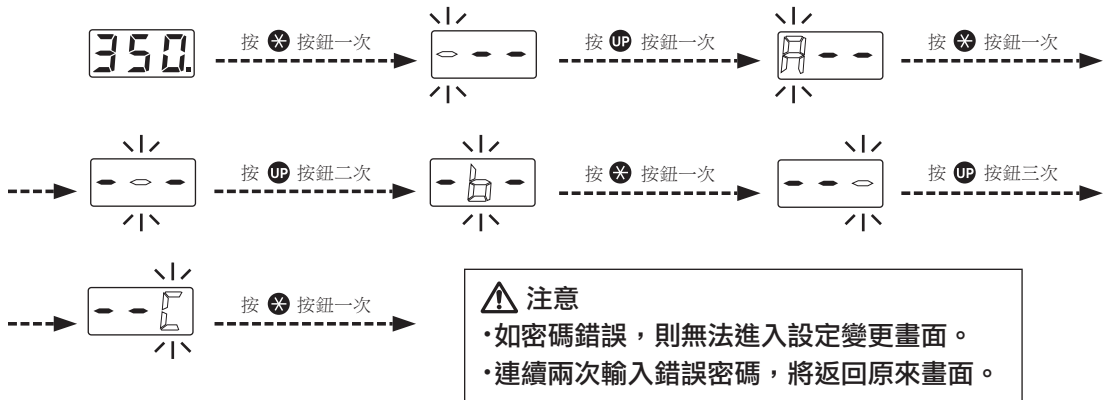 350.
按 ✽ 按鈕一次
- - -
按 UP 按鈕一次
A - -
按 ✽ 按鈕一次
- - -
按 UP 按鈕二次
- b -
按 ✽ 按鈕一次
- - -
按 UP 按鈕三次
- - C
按 ✽ 按鈕一次
⚠ 注意
・如密碼錯誤，則無法進入設定變更畫面。
・連續兩次輸入錯誤密碼，將返回原來畫面。